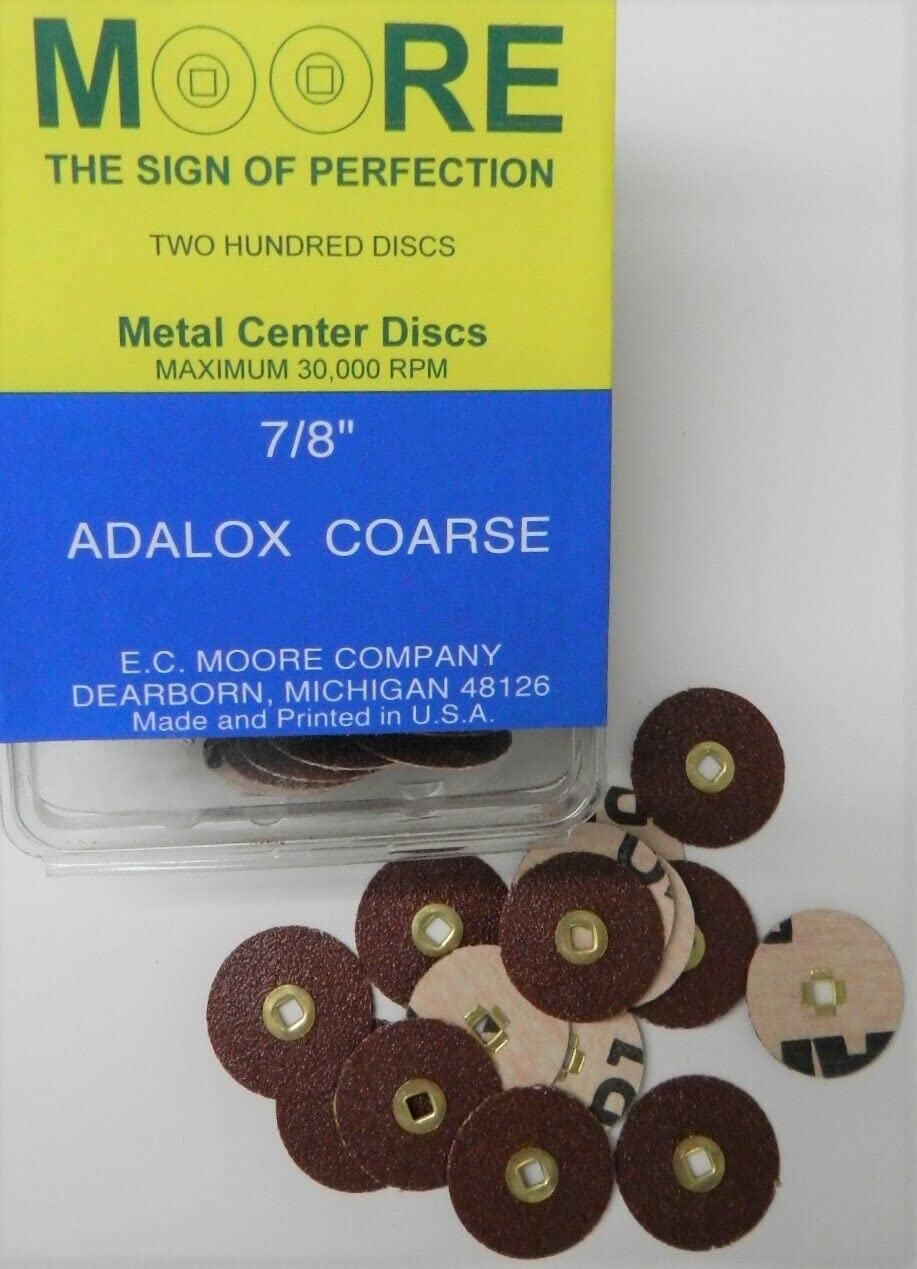 MOORE
THE SIGN OF PERFECTION
TWO HUNDRED DISCS
Metal Center Discs
MAXIMUM 30,000 RPM
7/8"
ADALOX COARSE
E.C. MOORE COMPANY
DEARBORN, MICHIGAN 48126
Made and Printed in U.S.A.